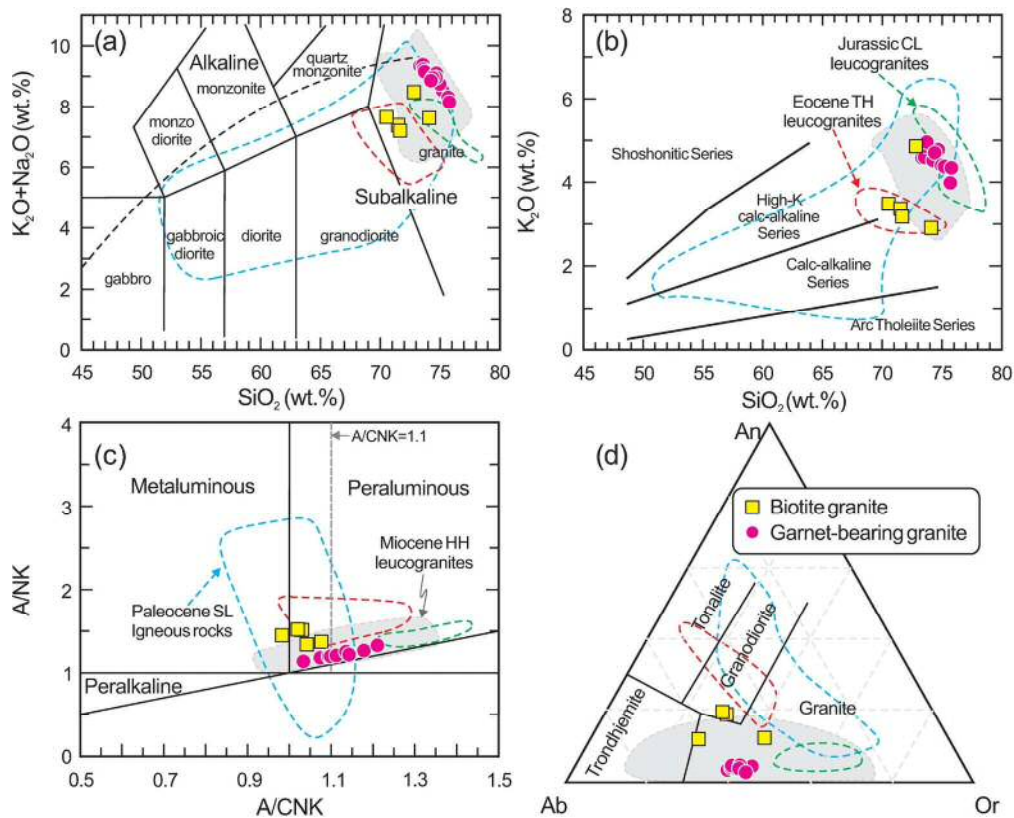 (a)
K₂O+Na₂O (wt.%)
10
8
6
4
2
0
45 50 55 60 65 70 75 80
SiO₂ (wt.%)
Alkaline
monzonite
quartz
monzonite
monzo
diorite
granite
Subalkaline
gabbro
gabbroic
diorite
diorite
granodiorite
(b)
K₂O (wt.%)
8
6
4
2
0
45 50 55 60 65 70 75 80
SiO₂ (wt.%)
Jurassic CL
leucogranites
Eocene TH
leucogranites
Shoshonitic Series
High-K
calc-alkaline
Series
Calc-alkaline
Series
Arc Tholeiite Series
(c)
A/NK
4
3
2
1
0
0.5 0.7 0.9 1.1 1.3 1.5
A/CNK
A/CNK=1.1
Metaluminous
Peraluminous
Miocene HH
leucogranites
Paleocene SL
Igneous rocks
Peralkaline
(d)
An
Biotite granite
Garnet-bearing granite
Tonalite
Granodiorite
Trondhjemite
Granite
Ab
Or